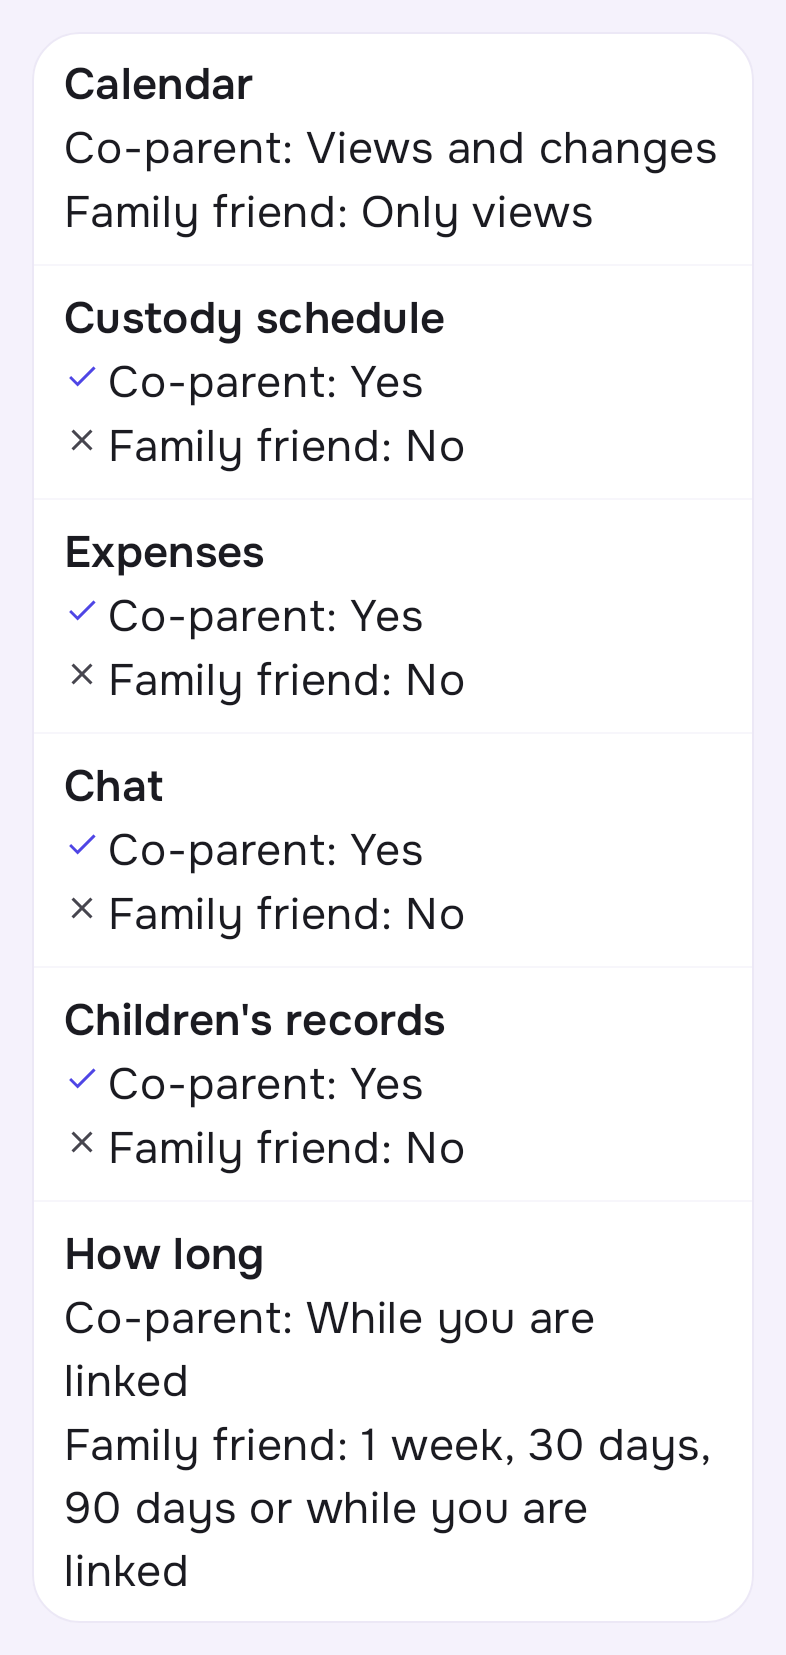 Calendar
Co-parent: Views and changes
Family friend: Only views
Custody schedule
Co-parent: Yes
Family friend: No
Expenses
Co-parent: Yes
Family friend: No
Chat
Co-parent: Yes
Family friend: No
Children's records
Co-parent: Yes
Family friend: No
How long
Co-parent: While you are
linked
Family friend: 1 week, 30 days,
90 days or while you are
linked